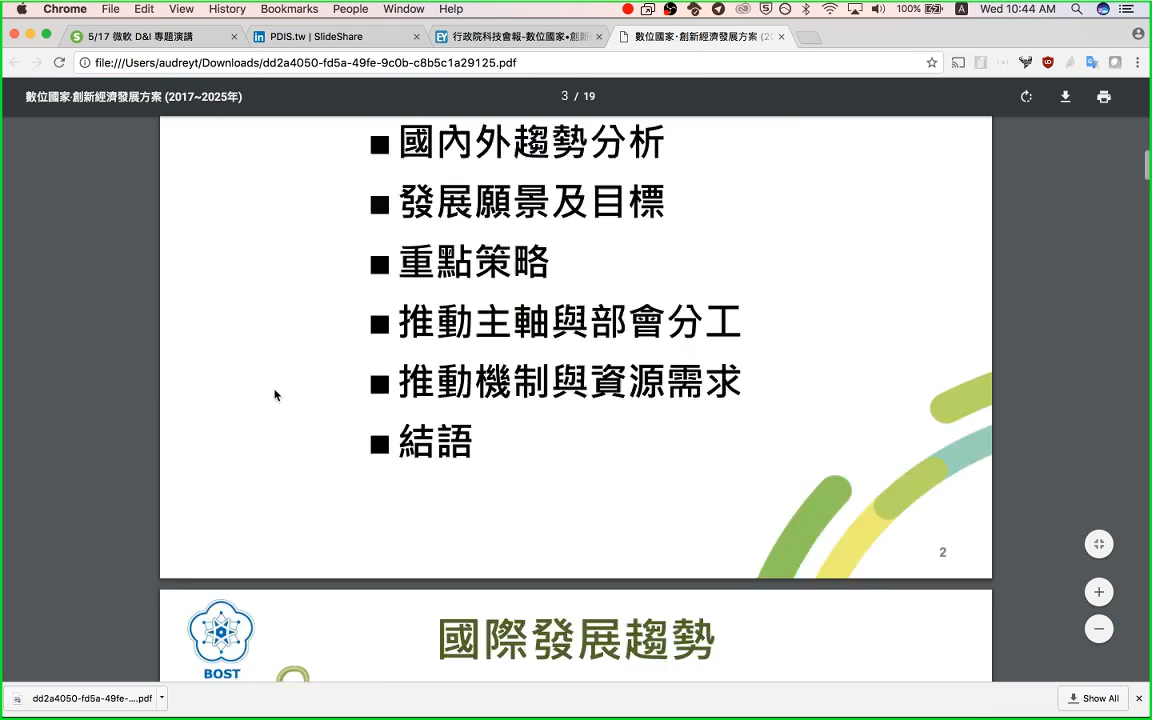 Chrome File Edit View History Bookmarks People Window Help 100% A Wed 10:44 AM
5/17 微軟 D&I 專題演講 PDIS.tw | SlideShare 行政院科技會報-數位國家•創新 數位國家･創新經濟發展方案 (20
file:///Users/audreyt/Downloads/dd2a4050-fd5a-49fe-9c0b-c8b5c1a29125.pdf
數位國家･創新經濟發展方案 (2017~2025年) 3 / 19
■ 國內外趨勢分析
■ 發展願景及目標
■ 重點策略
■ 推動主軸與部會分工
■ 推動機制與資源需求
■ 結語
2
國際發展趨勢
BOST
dd2a4050-fd5a-49fe-....pdf Show All